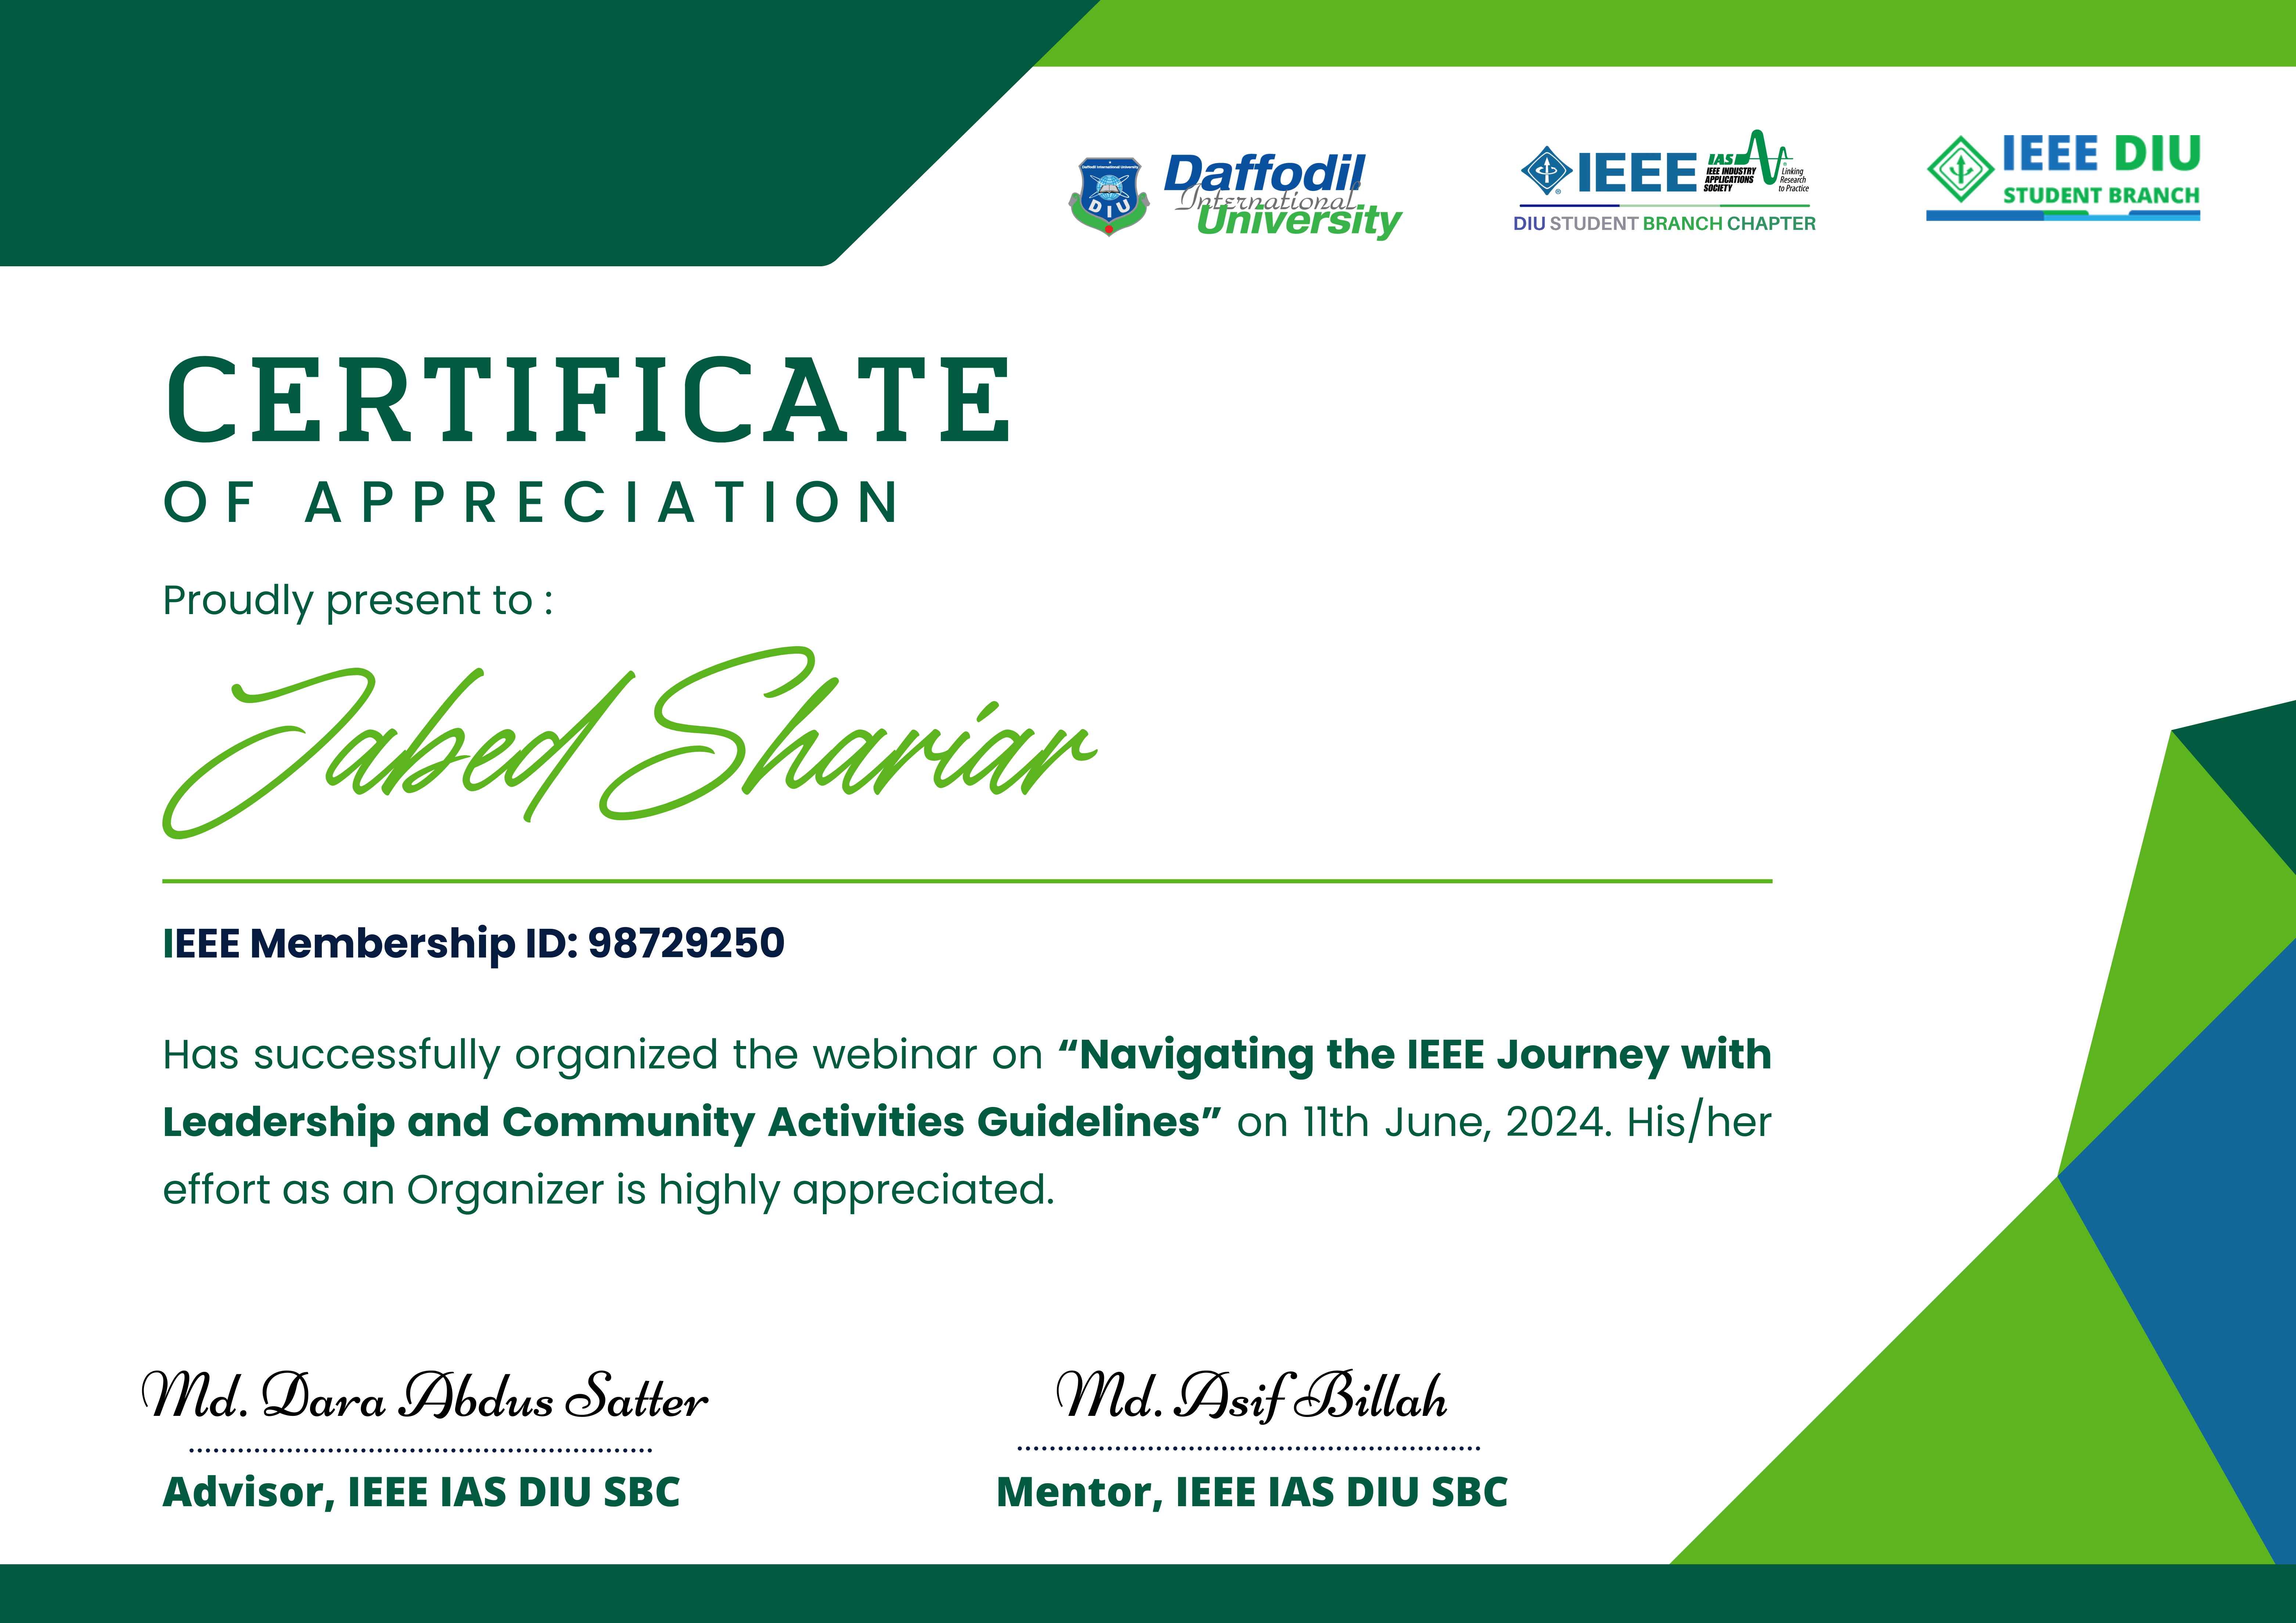 Daffodil International University
DIU
Daffodil
International
University
IEEE
IAS
IEEE INDUSTRY
APPLICATIONS
SOCIETY
Linking
Research
to Practice
DIU STUDENT BRANCH CHAPTER
IEEE DIU
STUDENT BRANCH
CERTIFICATE
OF APPRECIATION
Proudly present to :
Jabed Shariar
IEEE Membership ID: 98729250
Has successfully organized the webinar on “Navigating the IEEE Journey with
Leadership and Community Activities Guidelines” on 11th June, 2024. His/her
effort as an Organizer is highly appreciated.
Md. Dara Abdus Satter
Advisor, IEEE IAS DIU SBC
Md. Asif Billah
Mentor, IEEE IAS DIU SBC